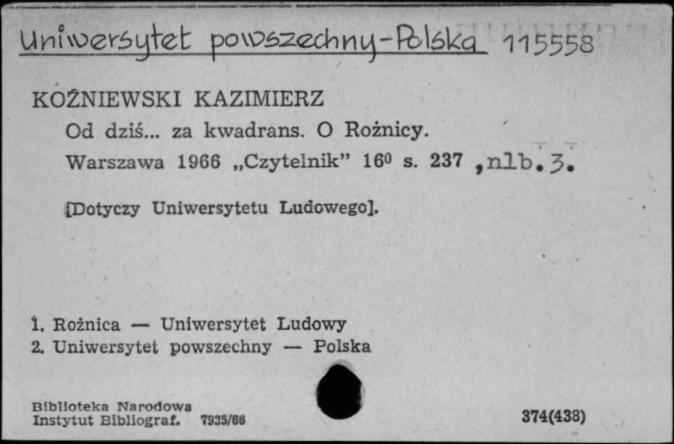 Uniwersytet powszechny-Polska 115558
KOŹNIEWSKI KAZIMIERZ
Od dziś... za kwadrans. O Rożnicy.
Warszawa 1966 „Czytelnik” 16⁰ s. 237 , nlb. 3.
[Dotyczy Uniwersytetu Ludowego].
1. Rożnica — Uniwersytet Ludowy
2. Uniwersytet powszechny — Polska
Biblioteka Narodowa
Instytut Bibliograf. 7935/66
374(438)